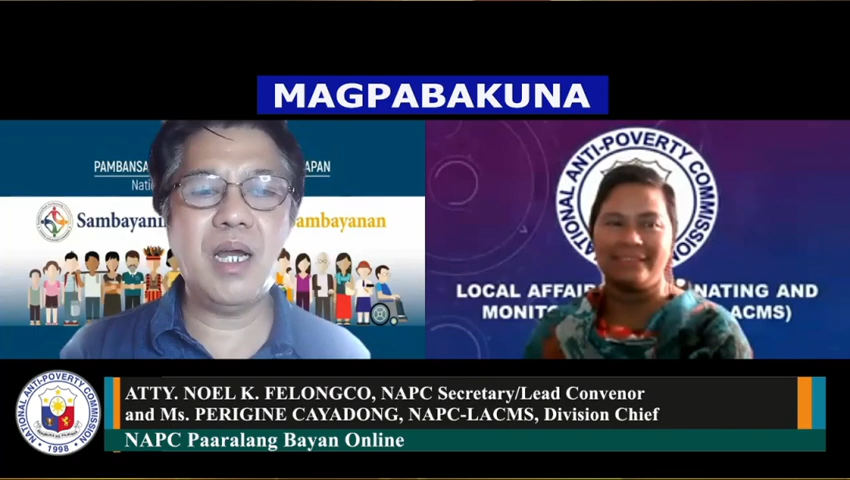 MAGPABAKUNA
PAMBANSA
APAN
Nati
Sambayani
ambayanan
NATIONAL ANTI-POVERTY COMMISSION
LOCAL AFFAI NATING AND
MONITO ACMS)
ATTY. NOEL K. FELONGCO, NAPC Secretary/Lead Convenor
and Ms. PERIGINE CAYADONG, NAPC-LACMS, Division Chief
NAPC Paaralang Bayan Online
NATIONAL ANTI-POVERTY COMMISSION
1998